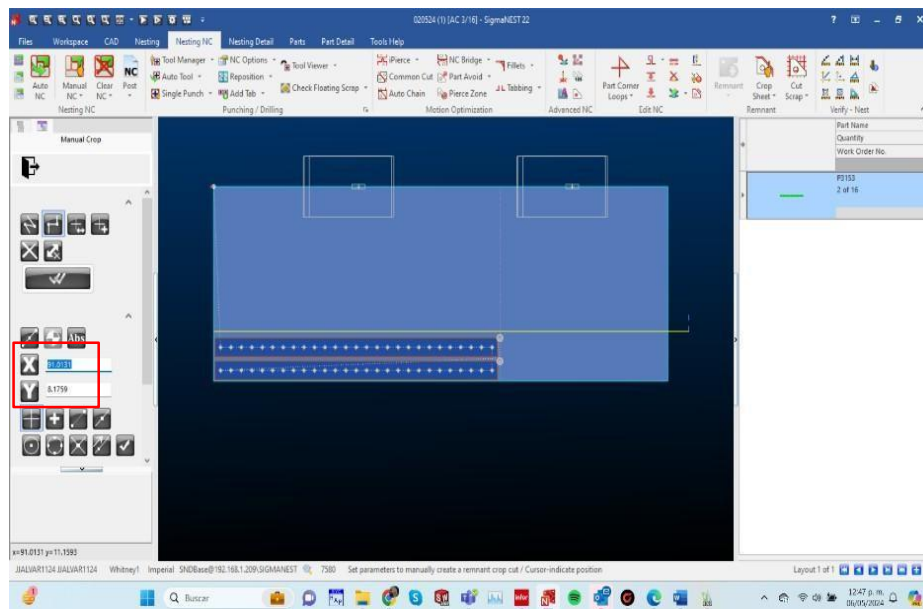 020524 (1) [AC 3/16] - SigmaNEST 22
Files Workspace CAD Nesting Nesting NC Nesting Detail Parts Part Detail Tools Help
Auto NC
Manual NC
Clear NC
Post
Nesting NC
Tool Manager NC Options Tool Viewer
Auto Tool Reposition Check Floating Scrap
Single Punch Add Tab
Punching / Drilling
iPierce NC Bridge Fillets
Common Cut Part Avoid Tabbing
Auto Chain Pierce Zone
Motion Optimization
Advanced NC
Part Corner Loops
Edit NC
Remnant
Crop Sheet
Cut Scrap
Remnant
Verify - Nest
Manual Crop
Abs
X 91.0131
Y 8.1759
Part Name
Quantity
Work Order No.
P3153
2 of 16
x=91.0131 y=11.1593
JJALVAR1124 JJALVAR1124 Whitney1 Imperial SNDBase@192.168.1.209\SIGMANEST 7580 Set parameters to manually create a remnant crop cut / Cursor-indicate position Layout 1 of 1
Buscar
12:47 p. m.
06/05/2024